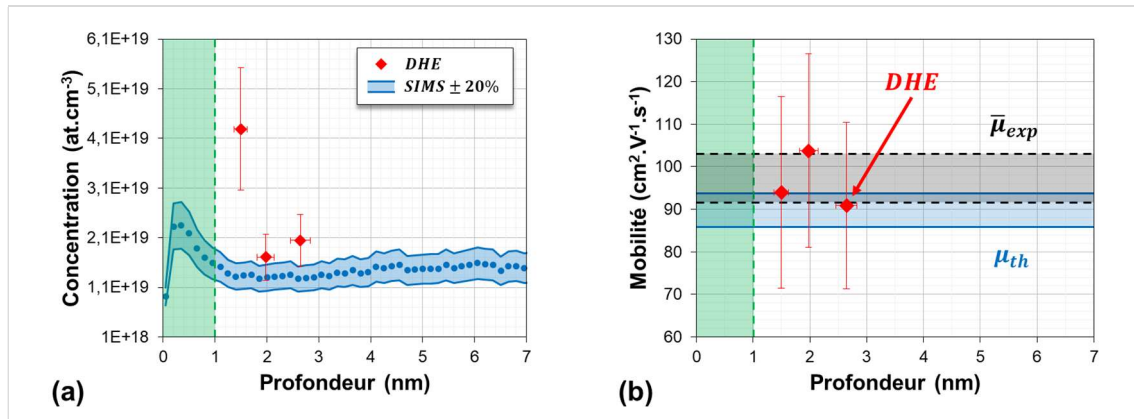 Concentration (at.cm-3)
6,1E+19
5,1E+19
4,1E+19
3,1E+19
2,1E+19
1,1E+19
1E+18
DHE
SIMS ± 20%
0 1 2 3 4 5 6 7
Profondeur (nm)
(a)
Mobilité (cm2.V-1.s-1)
130
120
110
100
90
80
70
60
DHE
μ̅exp
μth
0 1 2 3 4 5 6 7
Profondeur (nm)
(b)